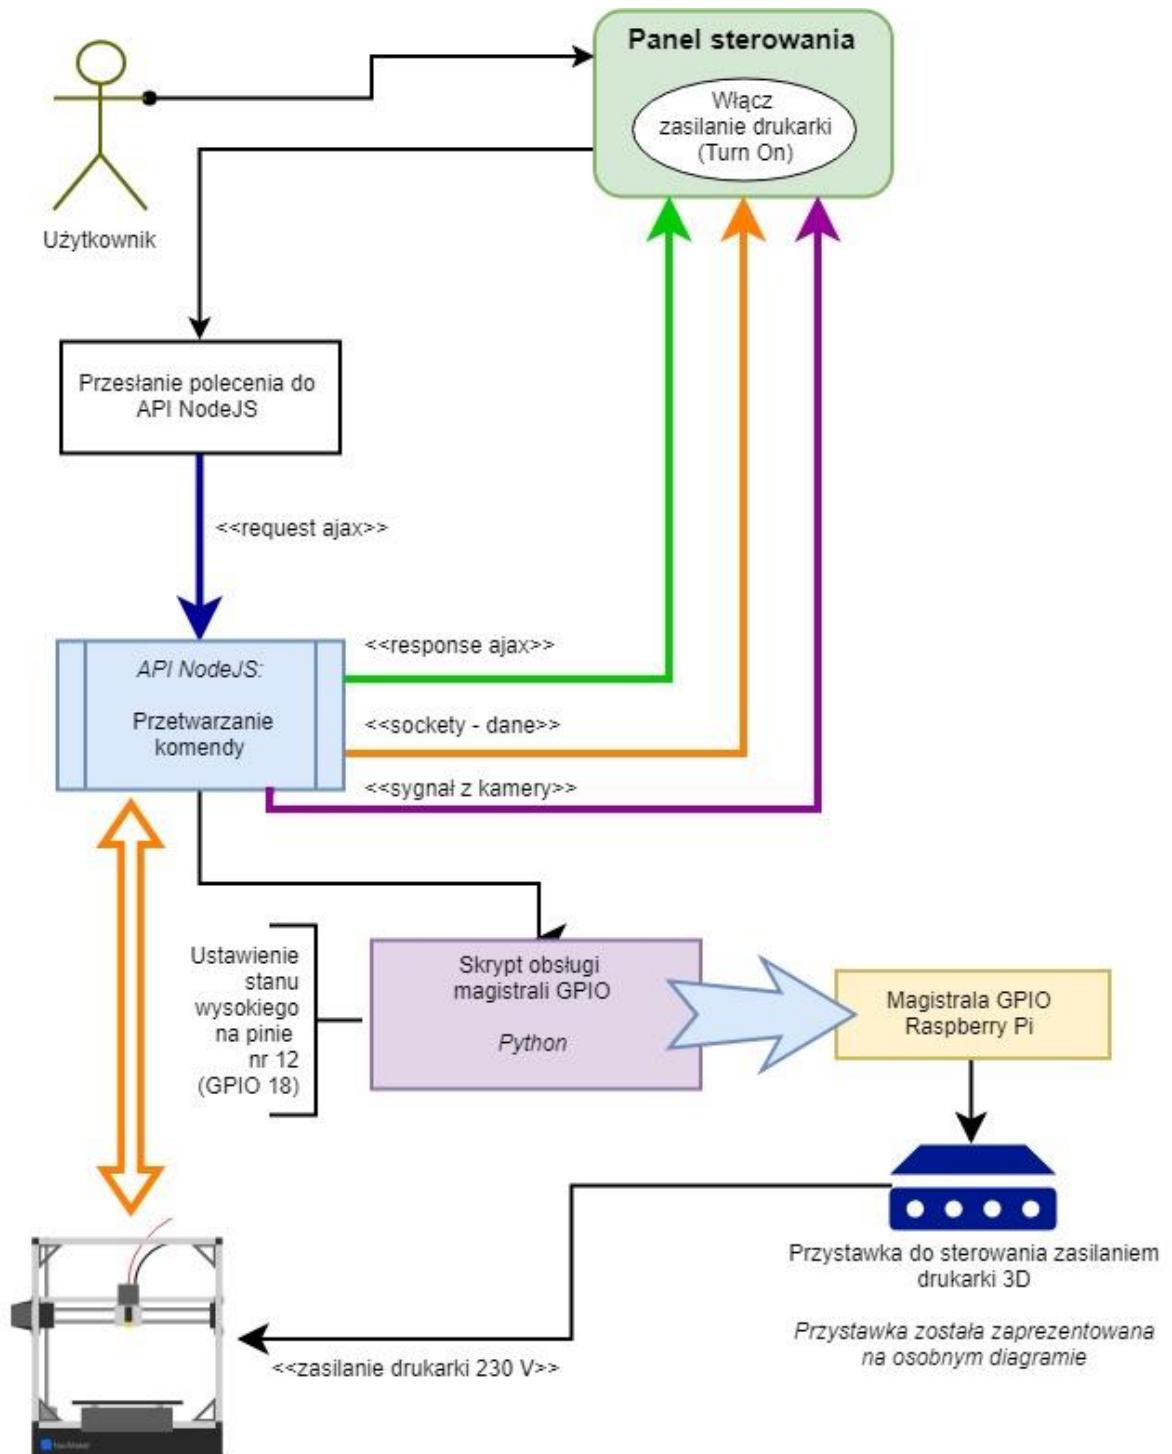 Panel sterowania
Włącz
zasilanie drukarki
(Turn On)
Użytkownik
Przesłanie polecenia do
API NodeJS
<<request ajax>>
API NodeJS:
Przetwarzanie
komendy
<<response ajax>>
<<sockety - dane>>
<<sygnał z kamery>>
Ustawienie
stanu
wysokiego
na pinie
nr 12
(GPIO 18)
Skrypt obsługi
magistrali GPIO
Python
Magistrala GPIO
Raspberry Pi
Przystawka do sterowania zasilaniem
drukarki 3D
Przystawka została zaprezentowana
na osobnym diagramie
<<zasilanie drukarki 230 V>>